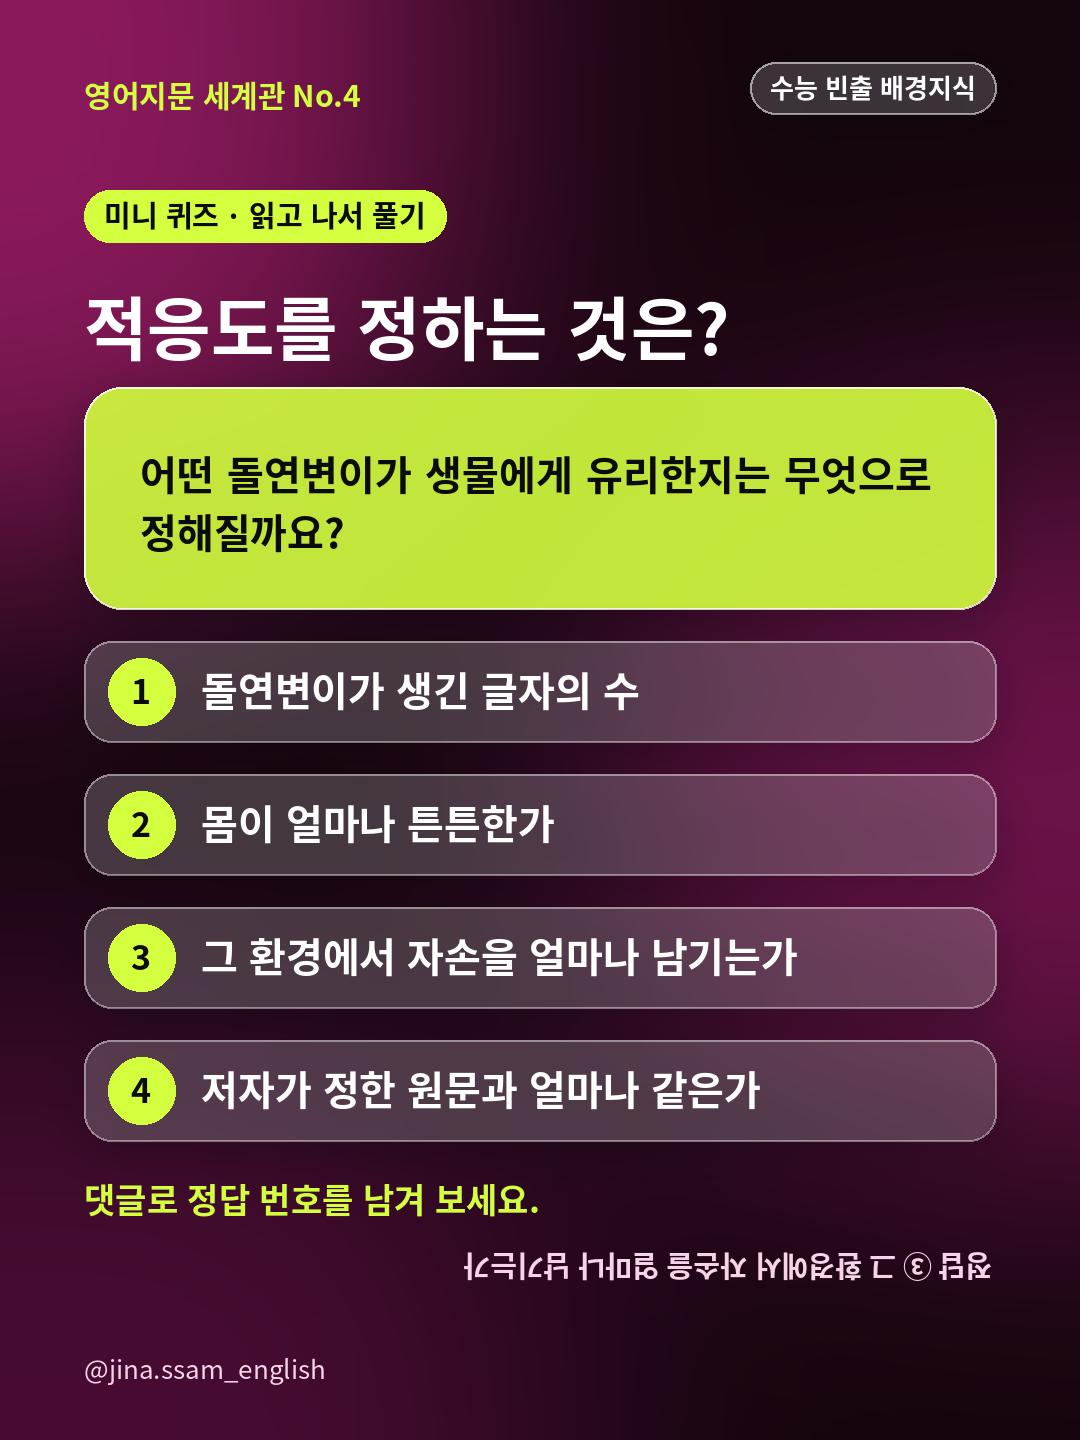 영어지문 세계관 No.4
수능 빈출 배경지식
미니 퀴즈 · 읽고 나서 풀기
적응도를 정하는 것은?
어떤 돌연변이가 생물에게 유리한지는 무엇으로
정해질까요?
1 돌연변이가 생긴 글자의 수
2 몸이 얼마나 튼튼한가
3 그 환경에서 자손을 얼마나 남기는가
4 저자가 정한 원문과 얼마나 같은가
댓글로 정답 번호를 남겨 보세요.
정답 ③ 그 환경에서 자손을 얼마나 남기는가
@jina.ssam_english